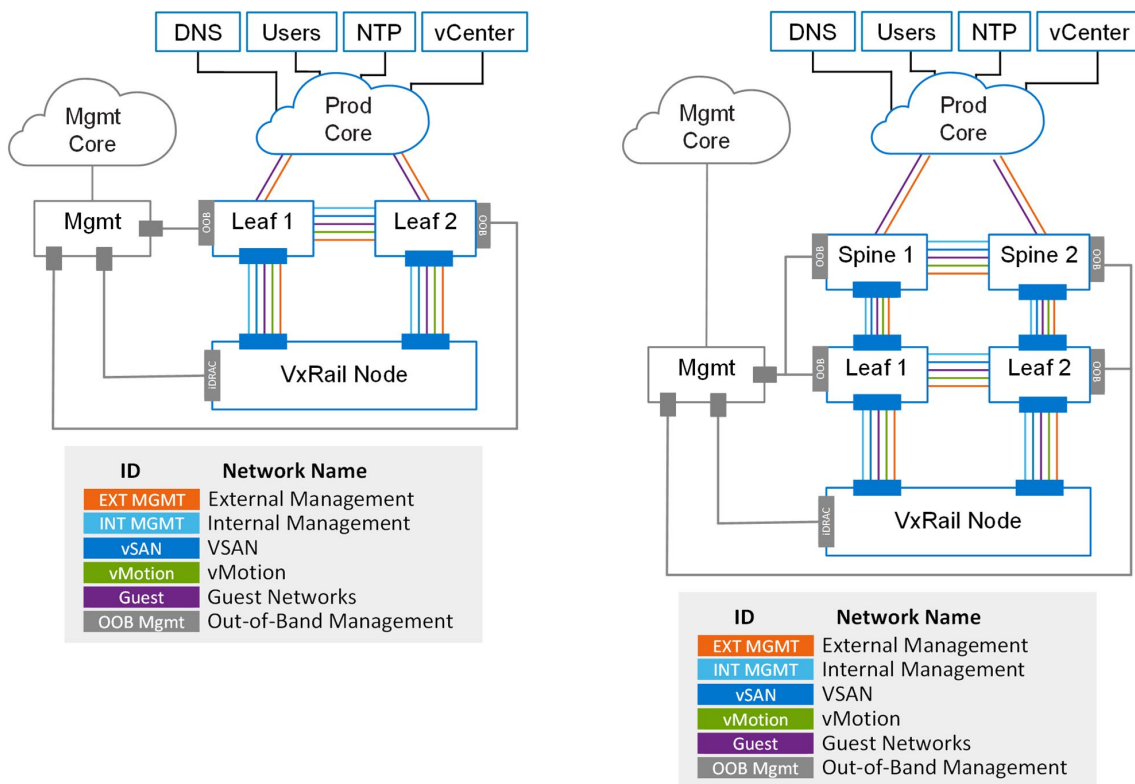 DNS Users NTP vCenter
Mgmt
Core
Prod
Core
Mgmt
OOB
Leaf 1
Leaf 2
OOB
iDRAC
VxRail Node
ID Network Name
EXT MGMT External Management
INT MGMT Internal Management
vSAN VSAN
vMotion vMotion
Guest Guest Networks
OOB Mgmt Out-of-Band Management
DNS Users NTP vCenter
Mgmt
Core
Prod
Core
OOB
Spine 1
Spine 2
OOB
Mgmt
OOB
Leaf 1
Leaf 2
OOB
iDRAC
VxRail Node
ID Network Name
EXT MGMT External Management
INT MGMT Internal Management
vSAN VSAN
vMotion vMotion
Guest Guest Networks
OOB Mgmt Out-of-Band Management